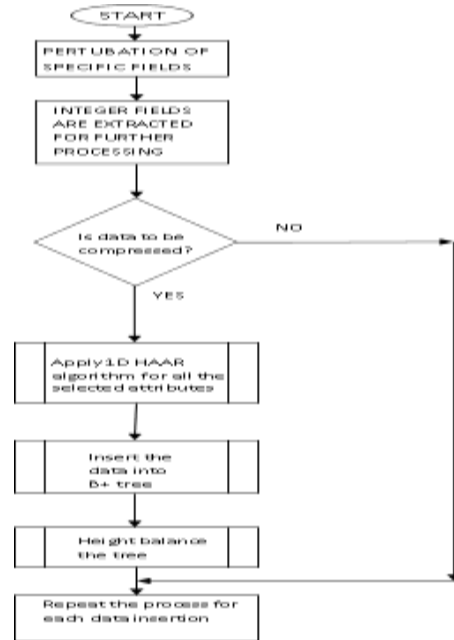 START
PERTUBATION OF
SPECIFIC FIELDS
INTEGER FIELDS
ARE EXTRACTED
FOR FURTHER
PROCESSING
Is data to be
compressed?
NO
YES
Apply 1D HAAR
algorithm for all the
selected attributes
Insert the
data into
B+ tree
Height balance
the tree
Repeat the process for
each data insertion